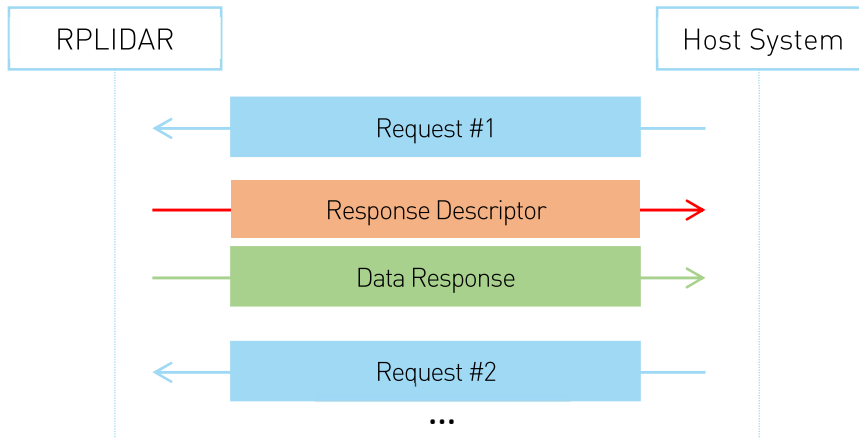 RPLIDAR
Host System
Request #1
Response Descriptor
Data Response
Request #2
...